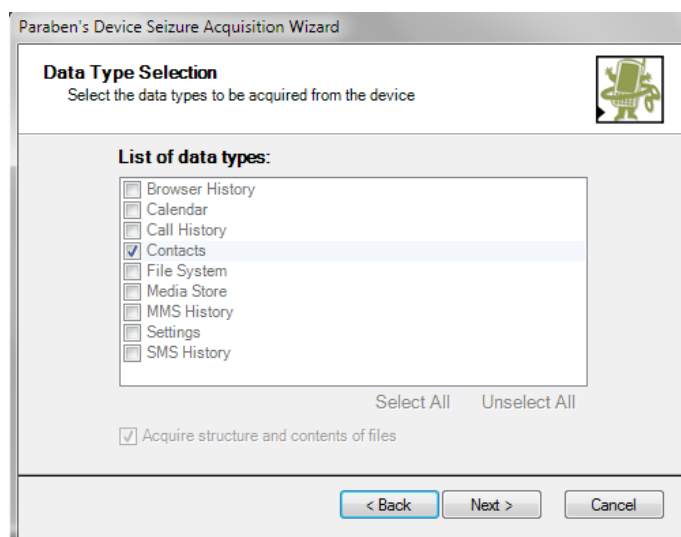 Paraben's Device Seizure Acquisition Wizard
Data Type Selection
Select the data types to be acquired from the device
List of data types:
Browser History
Calendar
Call History
Contacts
File System
Media Store
MMS History
Settings
SMS History
Select All Unselect All
Acquire structure and contents of files
< Back Next > Cancel